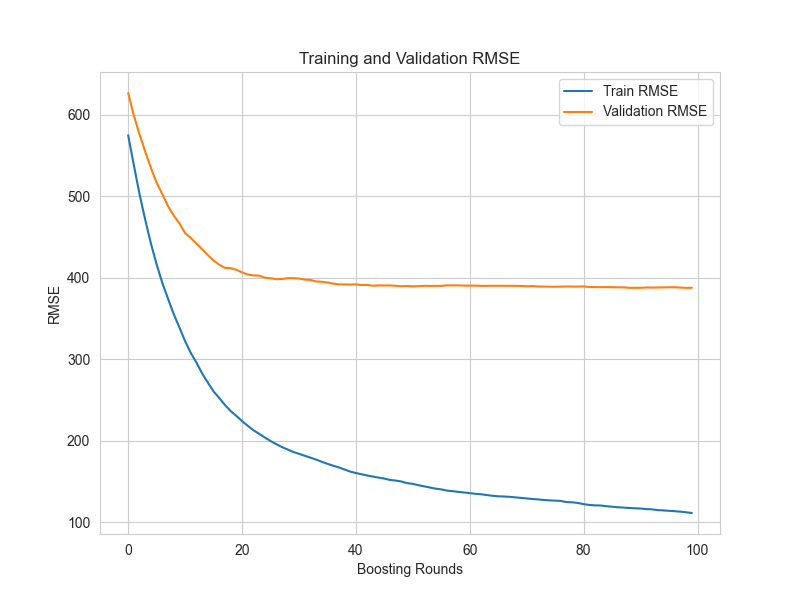 Training and Validation RMSE
Train RMSE
Validation RMSE
600
500
400
300
200
100
RMSE
0
20
40
60
80
100
Boosting Rounds